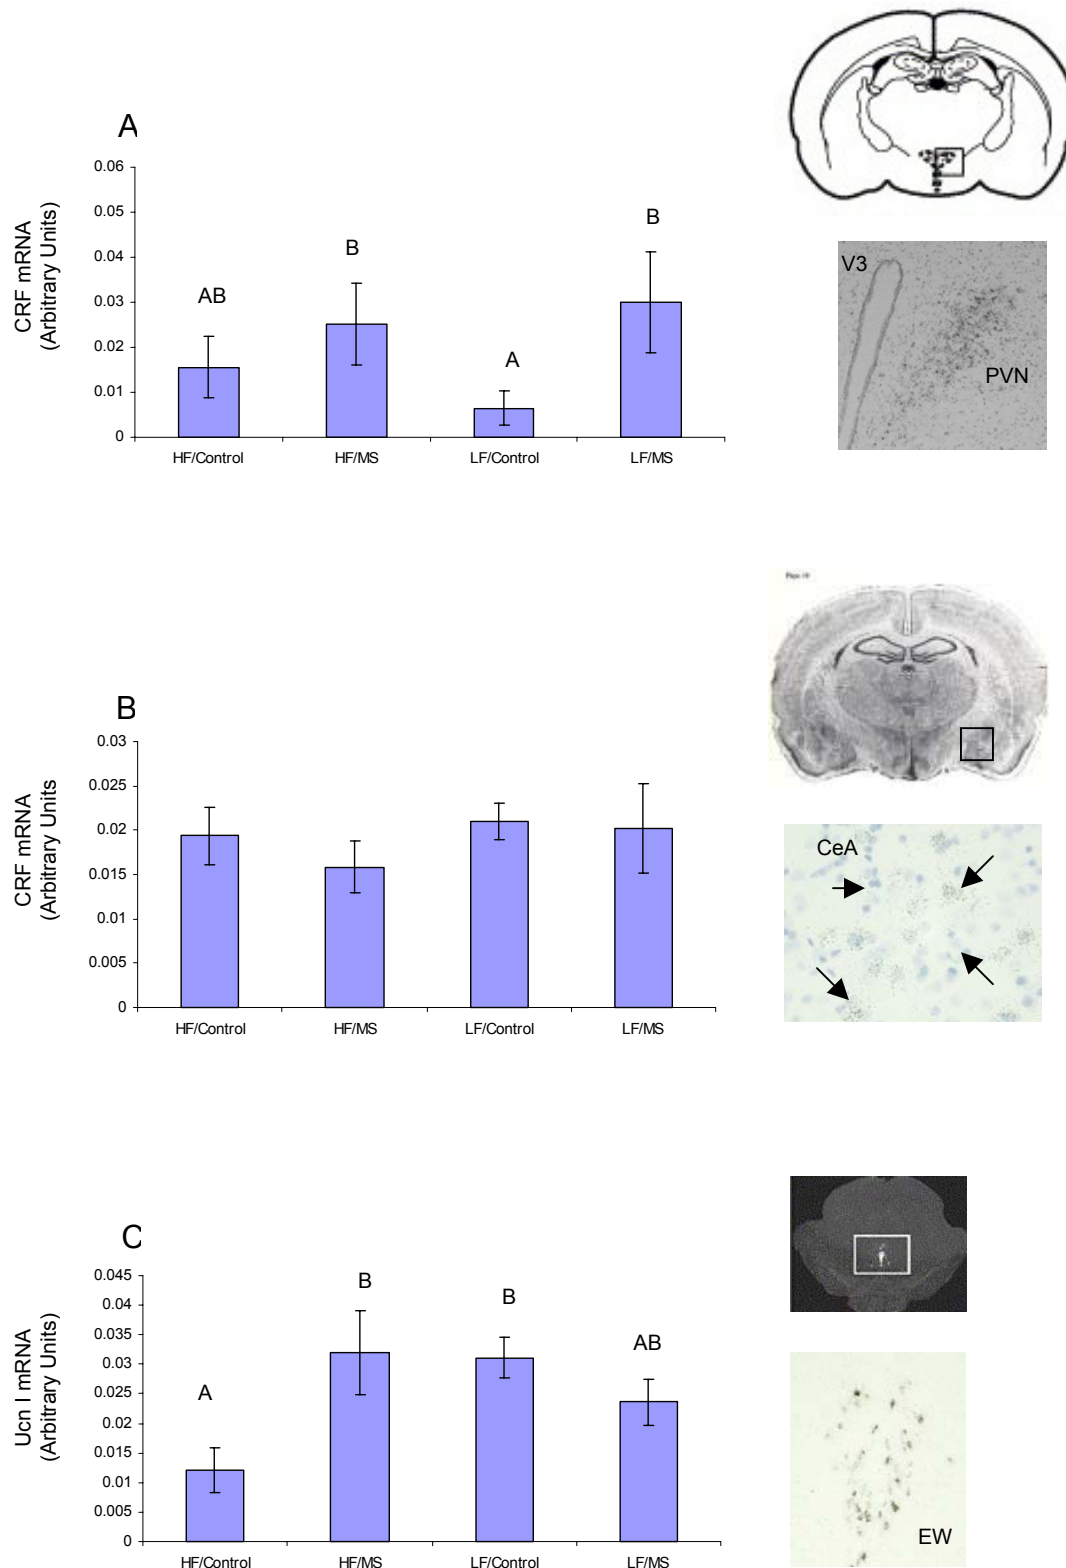 A
CRF mRNA
(Arbitrary Units)
0.06
0.05
0.04
0.03
0.02
0.01
0
AB
B
A
B
HF/Control
HF/MS
LF/Control
LF/MS
V3
PVN
B
CRF mRNA
(Arbitrary Units
0.03
0.025
0.02
0.015
0.01
0.005
0
HF/Control
HF/MS
LF/Control
LF/MS
CeA
C
Ucn I mRNA
(Arbitrary Units)
0.045
0.04
0.035
0.03
0.025
0.02
0.015
0.01
0.005
0
A
B
B
AB
HF/Control
HF/MS
LF/Control
LF/MS
EW